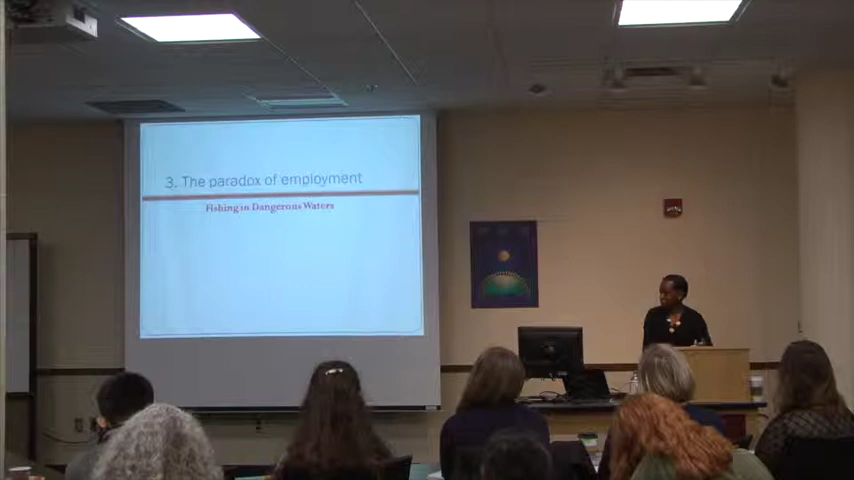 3. The paradox of employment
Fishing in Dangerous Waters